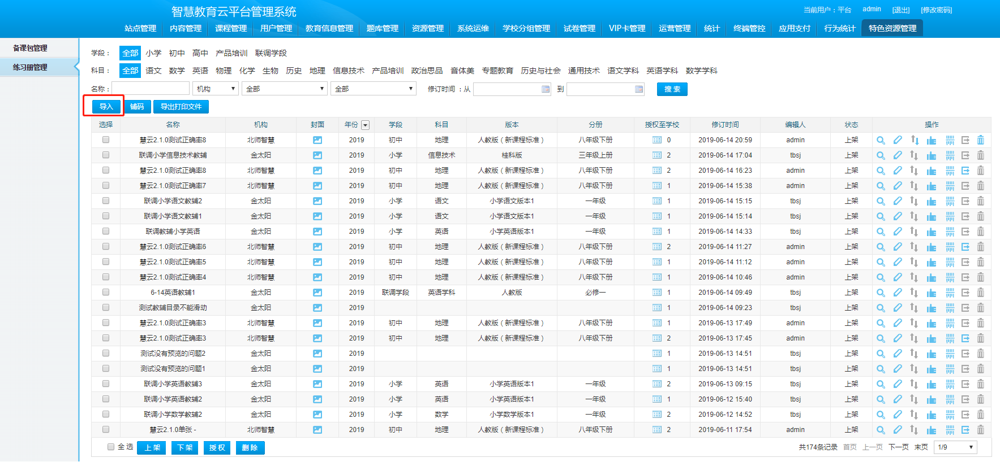 智慧教育云平台管理系统
当前用户：平台 admin [退出] [修改密码]
站点管理 内容管理 课程管理 用户管理 教育信息管理 题库管理 资源管理 系统运维 学校分组管理 试卷管理 VIP卡管理 运营管理 统计 终端管控 应用支付 行为统计 特色资源管理
备课包管理
练习册管理
学段： 全部 小学 初中 高中 产品培训 联调学段
科目： 全部 语文 数学 英语 物理 化学 生物 历史 地理 信息技术 产品培训 政治思品 音体美 专题教育 历史与社会 通用技术 语文学科 英语学科 数学学科
名称： 机构 全部 全部 修订时间 ：从 到 搜 索
导入 铺码 导出打印文件
选择 名称 机构 封面 年份 学段 科目 版本 分册 授权至学校 修订时间 编辑人 状态 操作
慧云2.1.0测试正确率8 北师智慧 2019 初中 地理 人教版（新课程标准） 八年级下册 0 2019-06-14 20:59 admin 上架
联调小学信息技术教辅 金太阳 2019 小学 信息技术 桂科版 三年级上册 2 2019-06-14 17:04 tbsj 上架
慧云2.1.0测试正确率8 北师智慧 2019 初中 地理 人教版（新课程标准） 八年级下册 2 2019-06-14 16:23 admin 上架
慧云2.1.0测试正确率7 北师智慧 2019 初中 地理 人教版（新课程标准） 八年级下册 1 2019-06-14 15:38 admin 上架
联调小学语文教辅2 金太阳 2019 小学 语文 小学语文版本1 一年级 1 2019-06-14 15:15 tbsj 上架
联调小学语文教辅1 金太阳 2019 小学 语文 小学语文版本1 一年级 1 2019-06-14 15:14 tbsj 上架
联调教辅小学英语 金太阳 2019 小学 英语 小学英语版本1 一年级 1 2019-06-14 14:33 tbsj 上架
慧云2.1.0测试正确率6 北师智慧 2019 初中 地理 人教版（新课程标准） 八年级下册 2 2019-06-14 11:27 admin 上架
慧云2.1.0测试正确率5 北师智慧 2019 初中 地理 人教版（新课程标准） 八年级下册 1 2019-06-14 11:12 admin 上架
慧云2.1.0测试正确率4 北师智慧 2019 初中 地理 人教版（新课程标准） 八年级下册 1 2019-06-14 10:46 admin 上架
6-14英语教辅1 金太阳 2019 联调学段 英语学科 人教版 必修一 1 2019-06-14 09:49 tbsj 上架
测试教辅目录不能滑动 金太阳 2019 1 2019-06-14 09:23 tbsj 上架
慧云2.1.0测试正确率3 北师智慧 2019 初中 地理 人教版（新课程标准） 八年级下册 1 2019-06-13 17:49 admin 上架
慧云2.1.0测试正确率3 北师智慧 2019 初中 地理 人教版（新课程标准） 八年级下册 2 2019-06-13 17:45 admin 上架
测试没有预览的问题2 金太阳 2019 1 2019-06-13 14:51 tbsj 上架
测试没有预览的问题1 金太阳 2019 1 2019-06-13 14:51 tbsj 上架
联调小学英语教辅3 金太阳 2019 小学 英语 小学英语版本1 一年级 2 2019-06-13 09:15 tbsj 上架
联调小学英语教辅2 金太阳 2019 小学 英语 小学英语版本1 一年级 1 2019-06-12 15:40 tbsj 上架
联调小学数学教辅2 金太阳 2019 小学 数学 小学数学版本1 一年级 2 2019-06-12 14:52 tbsj 上架
慧云2.1.0单张 - 北师智慧 2019 初中 地理 人教版（新课程标准） 八年级下册 2 2019-06-11 17:54 admin 上架
全 选 上 架 下 架 授 权 删 除 共174条记录 首页 上一页 下一页 末页 1/9